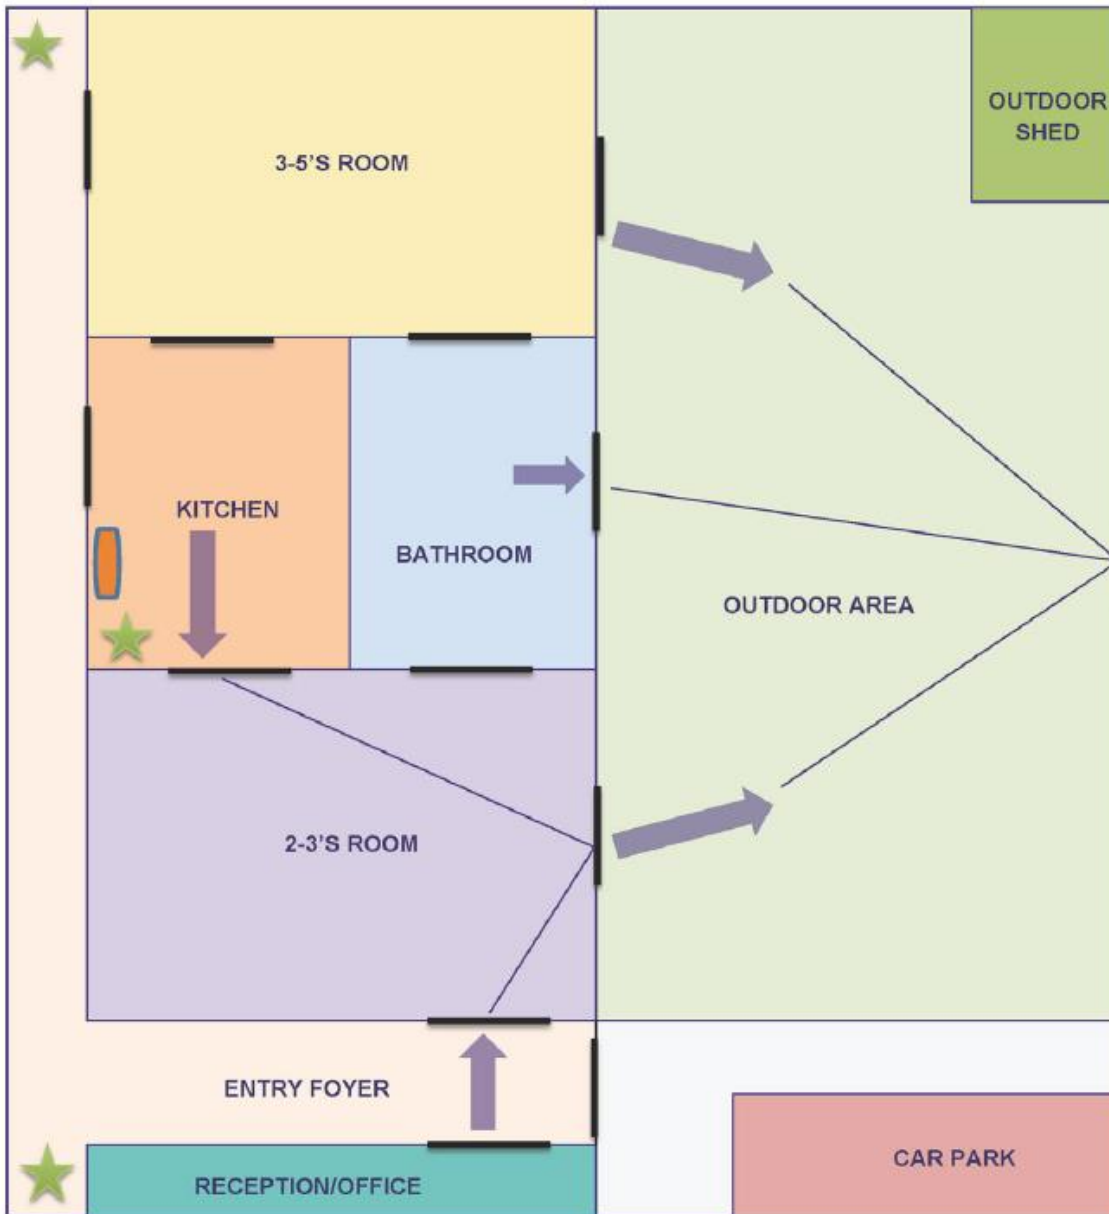 OUTDOOR
SHED
3-5'S ROOM
KITCHEN
BATHROOM
OUTDOOR AREA
2-3'S ROOM
ENTRY FOYER
CAR PARK
RECEPTION/OFFICE